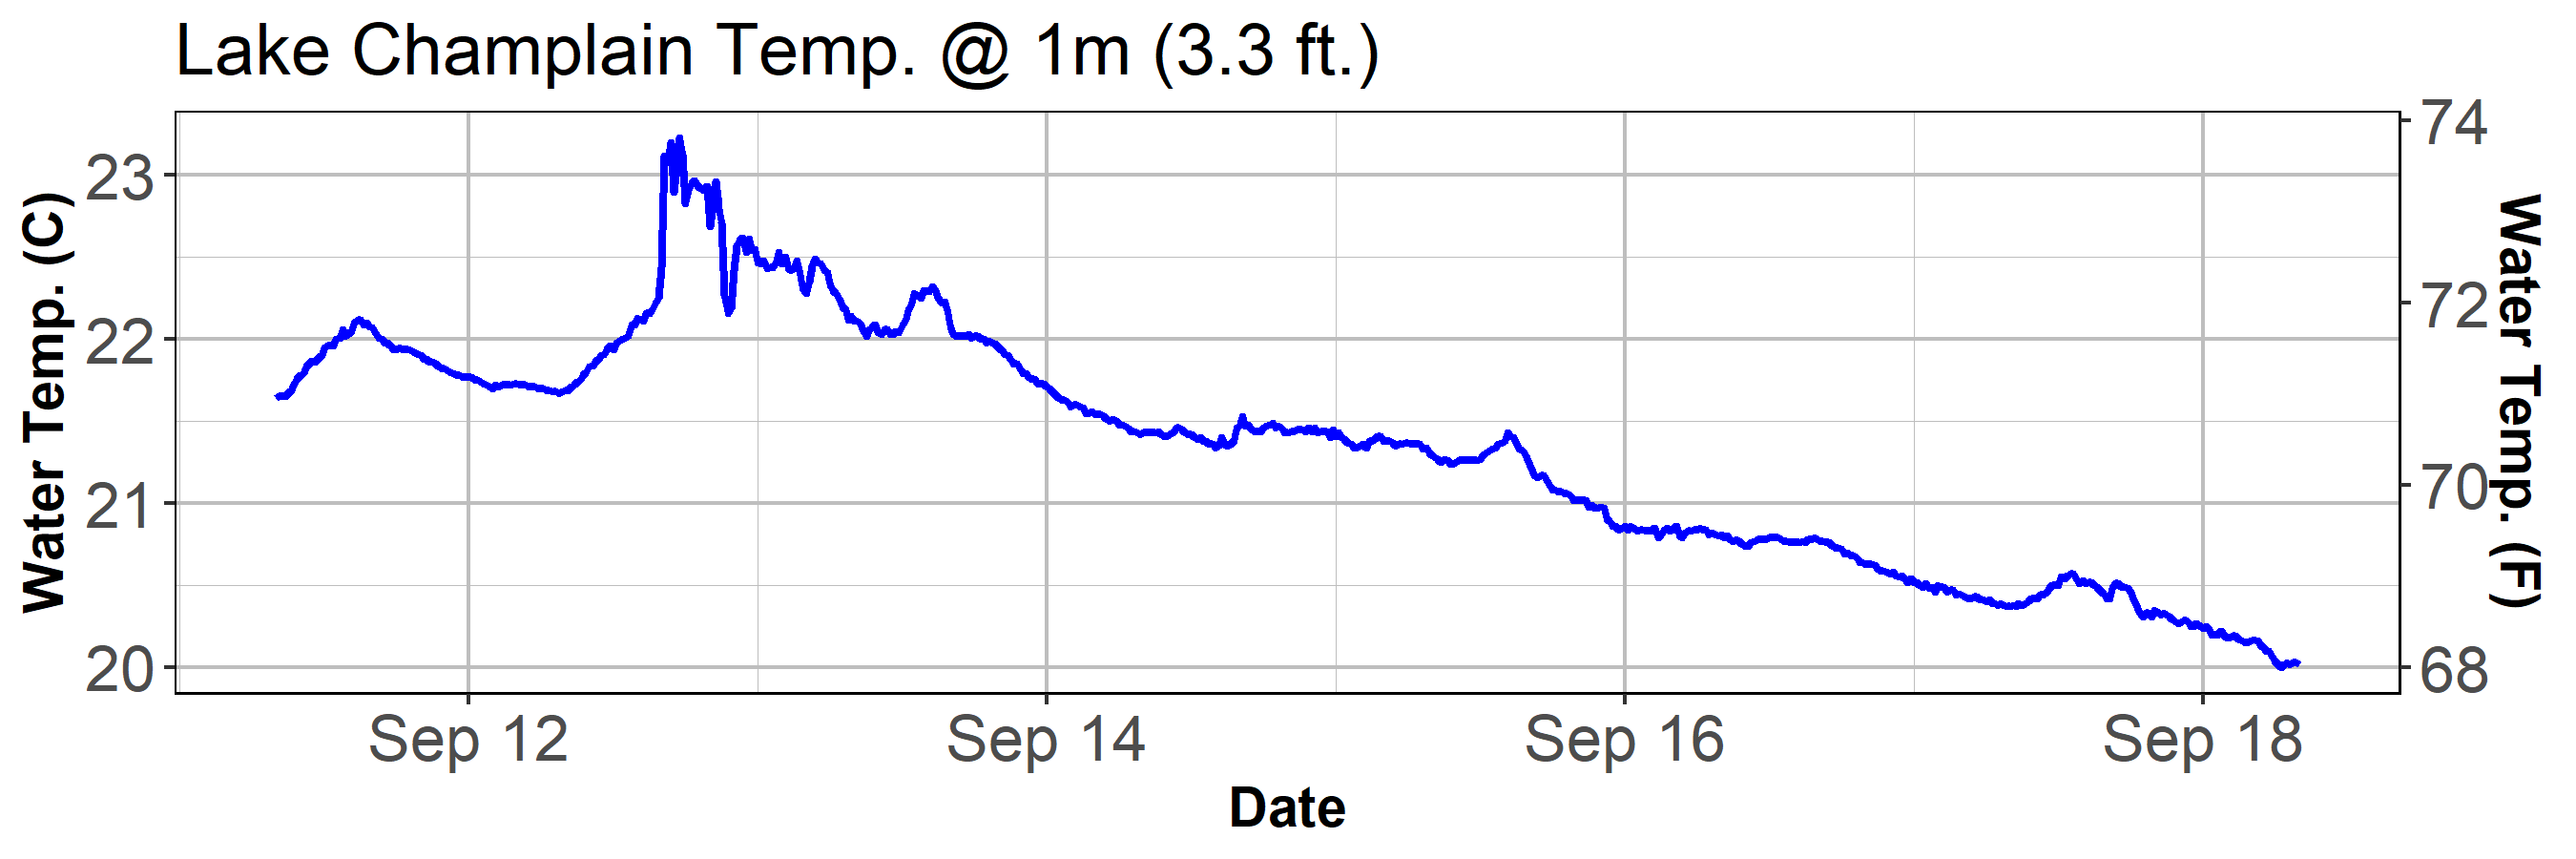 Lake Champlain Temp. @ 1m (3.3 ft.)
Water Temp. (C)
23
22
21
20
74
72
70
68
Water Temp. (F)
Sep 12
Sep 14
Sep 16
Sep 18
Date